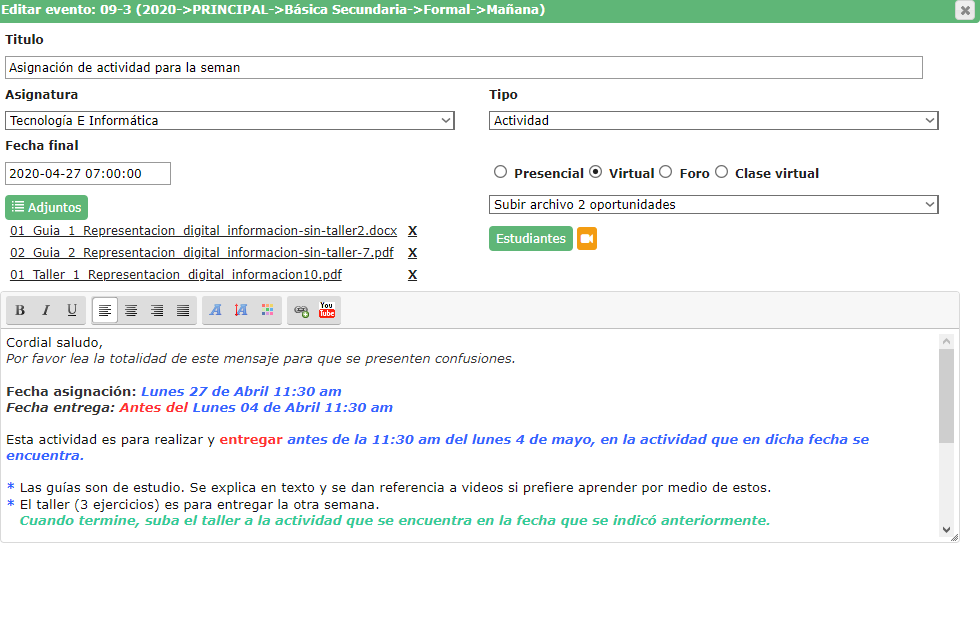 Editar evento: 09-3 (2020->PRINCIPAL->Básica Secundaria->Formal->Mañana)
Titulo
Asignación de actividad para la seman
Asignatura
Tipo
Tecnología E Informática
Actividad
Fecha final
2020-04-27 07:00:00
Presencial Virtual Foro Clase virtual
Adjuntos
Subir archivo 2 oportunidades
01_Guia_1_Representacion_digital_informacion-sin-taller2.docx X
Estudiantes
02_Guia_2_Representacion_digital_informacion-sin-taller-7.pdf X
01_Taller_1_Representacion_digital_informacion10.pdf X
B I U A A You Tube
Cordial saludo,
Por favor lea la totalidad de este mensaje para que se presenten confusiones.
Fecha asignación: Lunes 27 de Abril 11:30 am
Fecha entrega: Antes del Lunes 04 de Abril 11:30 am
Esta actividad es para realizar y entregar antes de la 11:30 am del lunes 4 de mayo, en la actividad que en dicha fecha se
encuentra.
* Las guías son de estudio. Se explica en texto y se dan referencia a videos si prefiere aprender por medio de estos.
* El taller (3 ejercicios) es para entregar la otra semana.
Cuando termine, suba el taller a la actividad que se encuentra en la fecha que se indicó anteriormente.